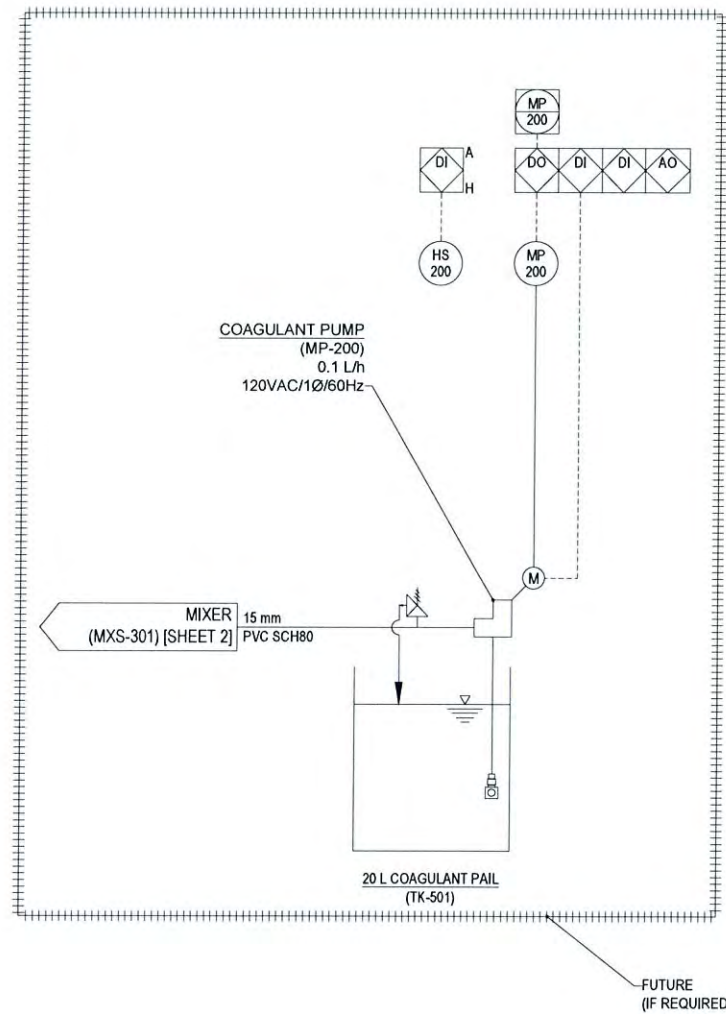 MP
200
DI
A
H
DO
DI
DI
AO
HS
200
MP
200
COAGULANT PUMP
(MP-200)
0.1 L/h
120VAC/1Ø/60Hz
M
MIXER
(MXS-301) [SHEET 2]
15 mm
PVC SCH80
20 L COAGULANT PAIL
(TK-501)
FUTURE
(IF REQUIRED